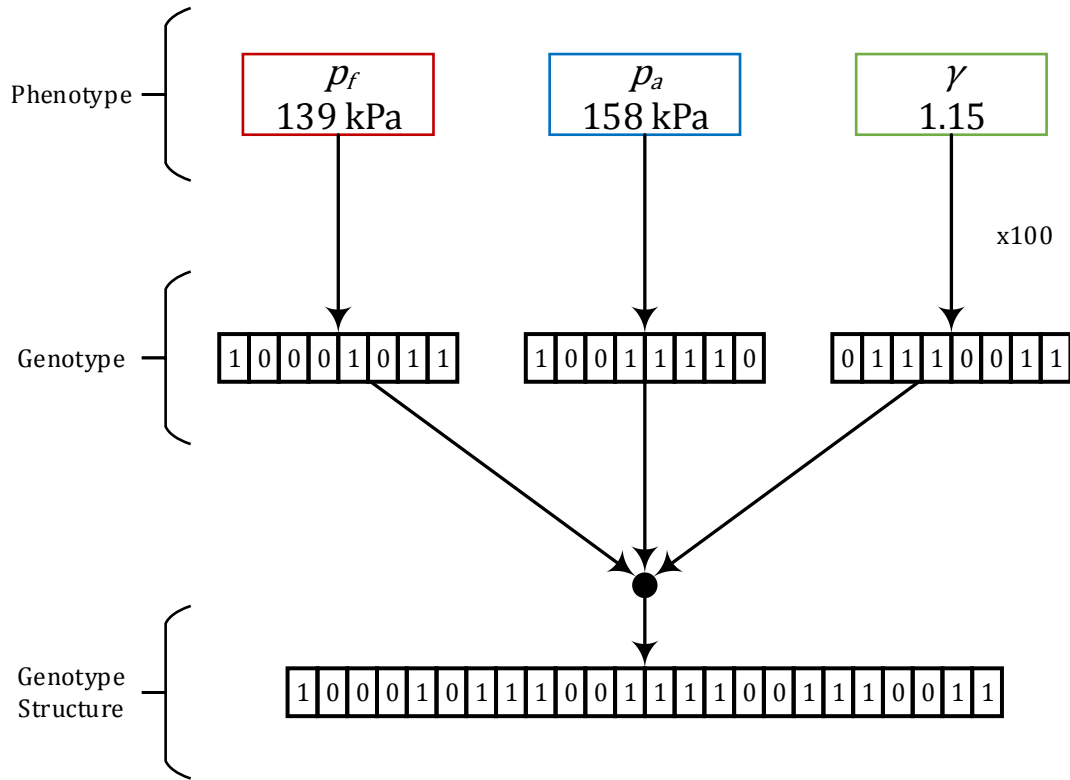 Phenotype
p_f
139 kPa
p_a
158 kPa
γ
1.15
x100
Genotype
1 0 0 0 1 0 1 1
1 0 0 1 1 1 1 0
0 1 1 1 0 0 1 1
Genotype
Structure
1 0 0 0 1 0 1 1 1 0 0 1 1 1 1 0 0 1 1 1 0 0 1 1